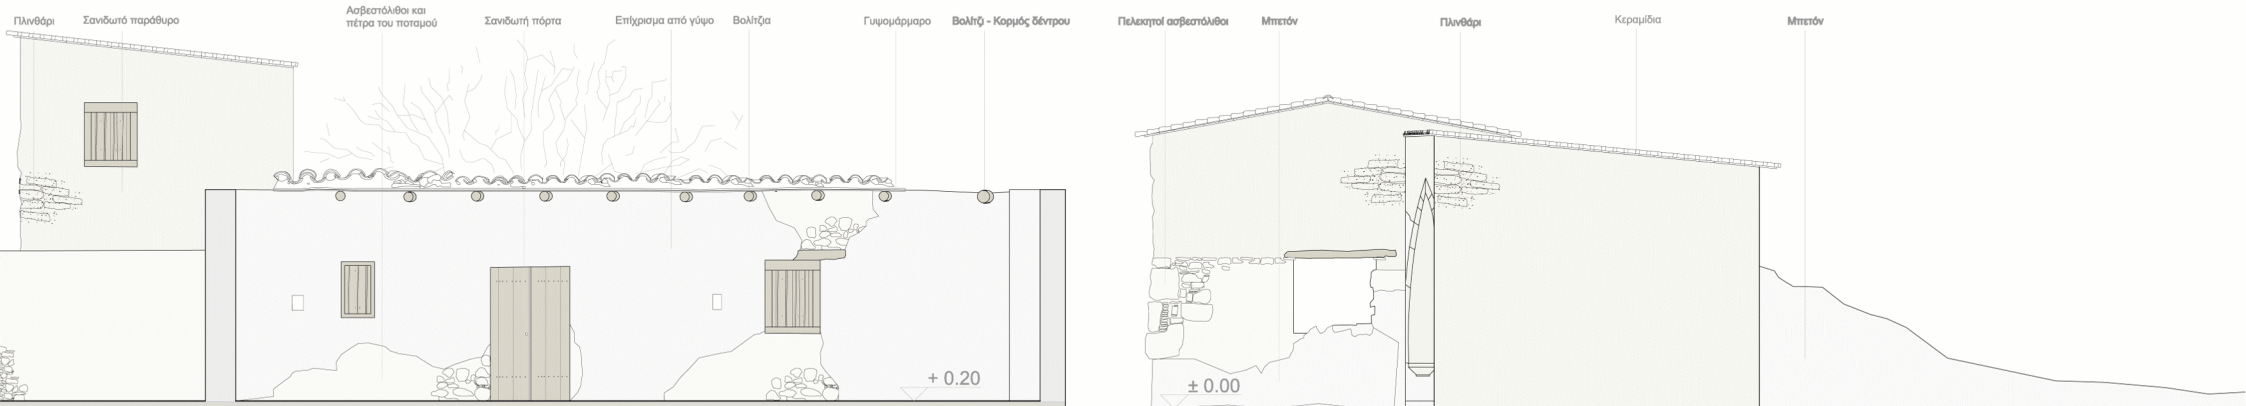 Πλινθάρι
Σανιδωτό παράθυρο
Ασβεστόλιθοι και
πέτρα του ποταμού
Σανιδωτή πόρτα
Επίχρισμα από γύψο
Βολίτζια
Γυψομάρμαρο
Βολίτζι - Κορμός δέντρου
Πελεκητοί ασβεστόλιθοι
Μπετόν
Πλινθάρι
Κεραμίδια
Μπετόν
+ 0.20
± 0.00